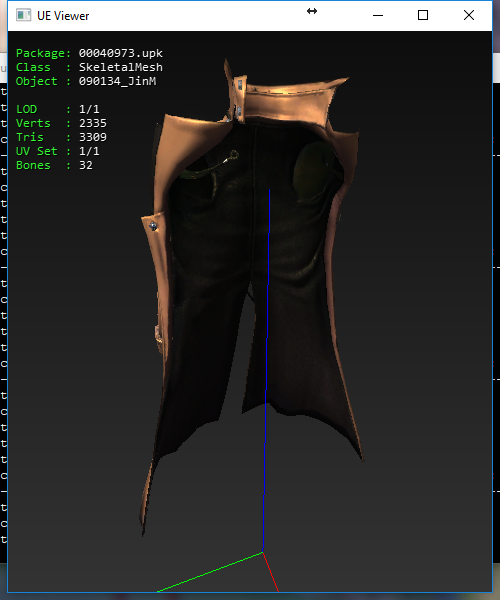 UE Viewer
Package: 00040973.upk
Class : SkeletalMesh
Object : 090134_JinM
LOD : 1/1
Verts : 2335
Tris : 3309
UV Set : 1/1
Bones : 32